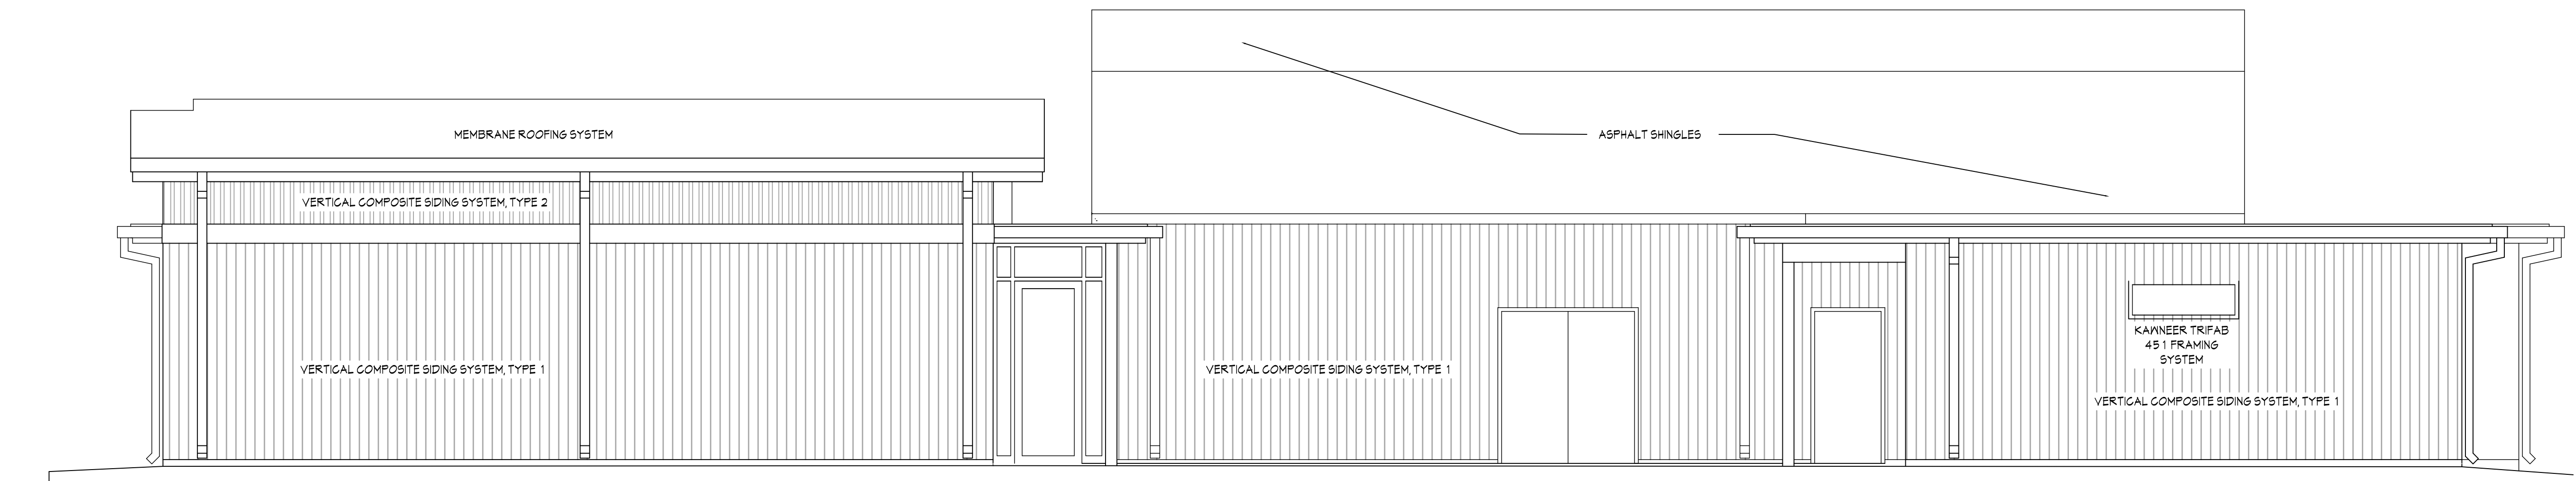 MEMBRANE ROOFING SYSTEM
ASPHALT SHINGLES
VERTICAL COMPOSITE SIDING SYSTEM, TYPE 2
KAWNEER TRIFAB
451 FRAMING
SYSTEM
VERTICAL COMPOSITE SIDING SYSTEM, TYPE 1
VERTICAL COMPOSITE SIDING SYSTEM, TYPE 1
VERTICAL COMPOSITE SIDING SYSTEM, TYPE 1